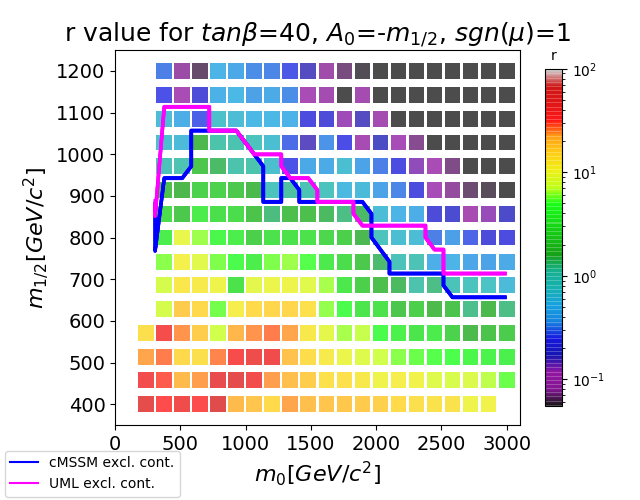 r value for tanβ=40, A₀=-m₁/₂, sgn(μ)=1
r
m₁/₂[GeV/c²]
1200
1100
1000
900
800
700
600
500
400
0 500 1000 1500 2000 2500 3000
m₀[GeV/c²]
10²
10¹
10⁰
10⁻¹
cMSSM excl. cont.
UML excl. cont.